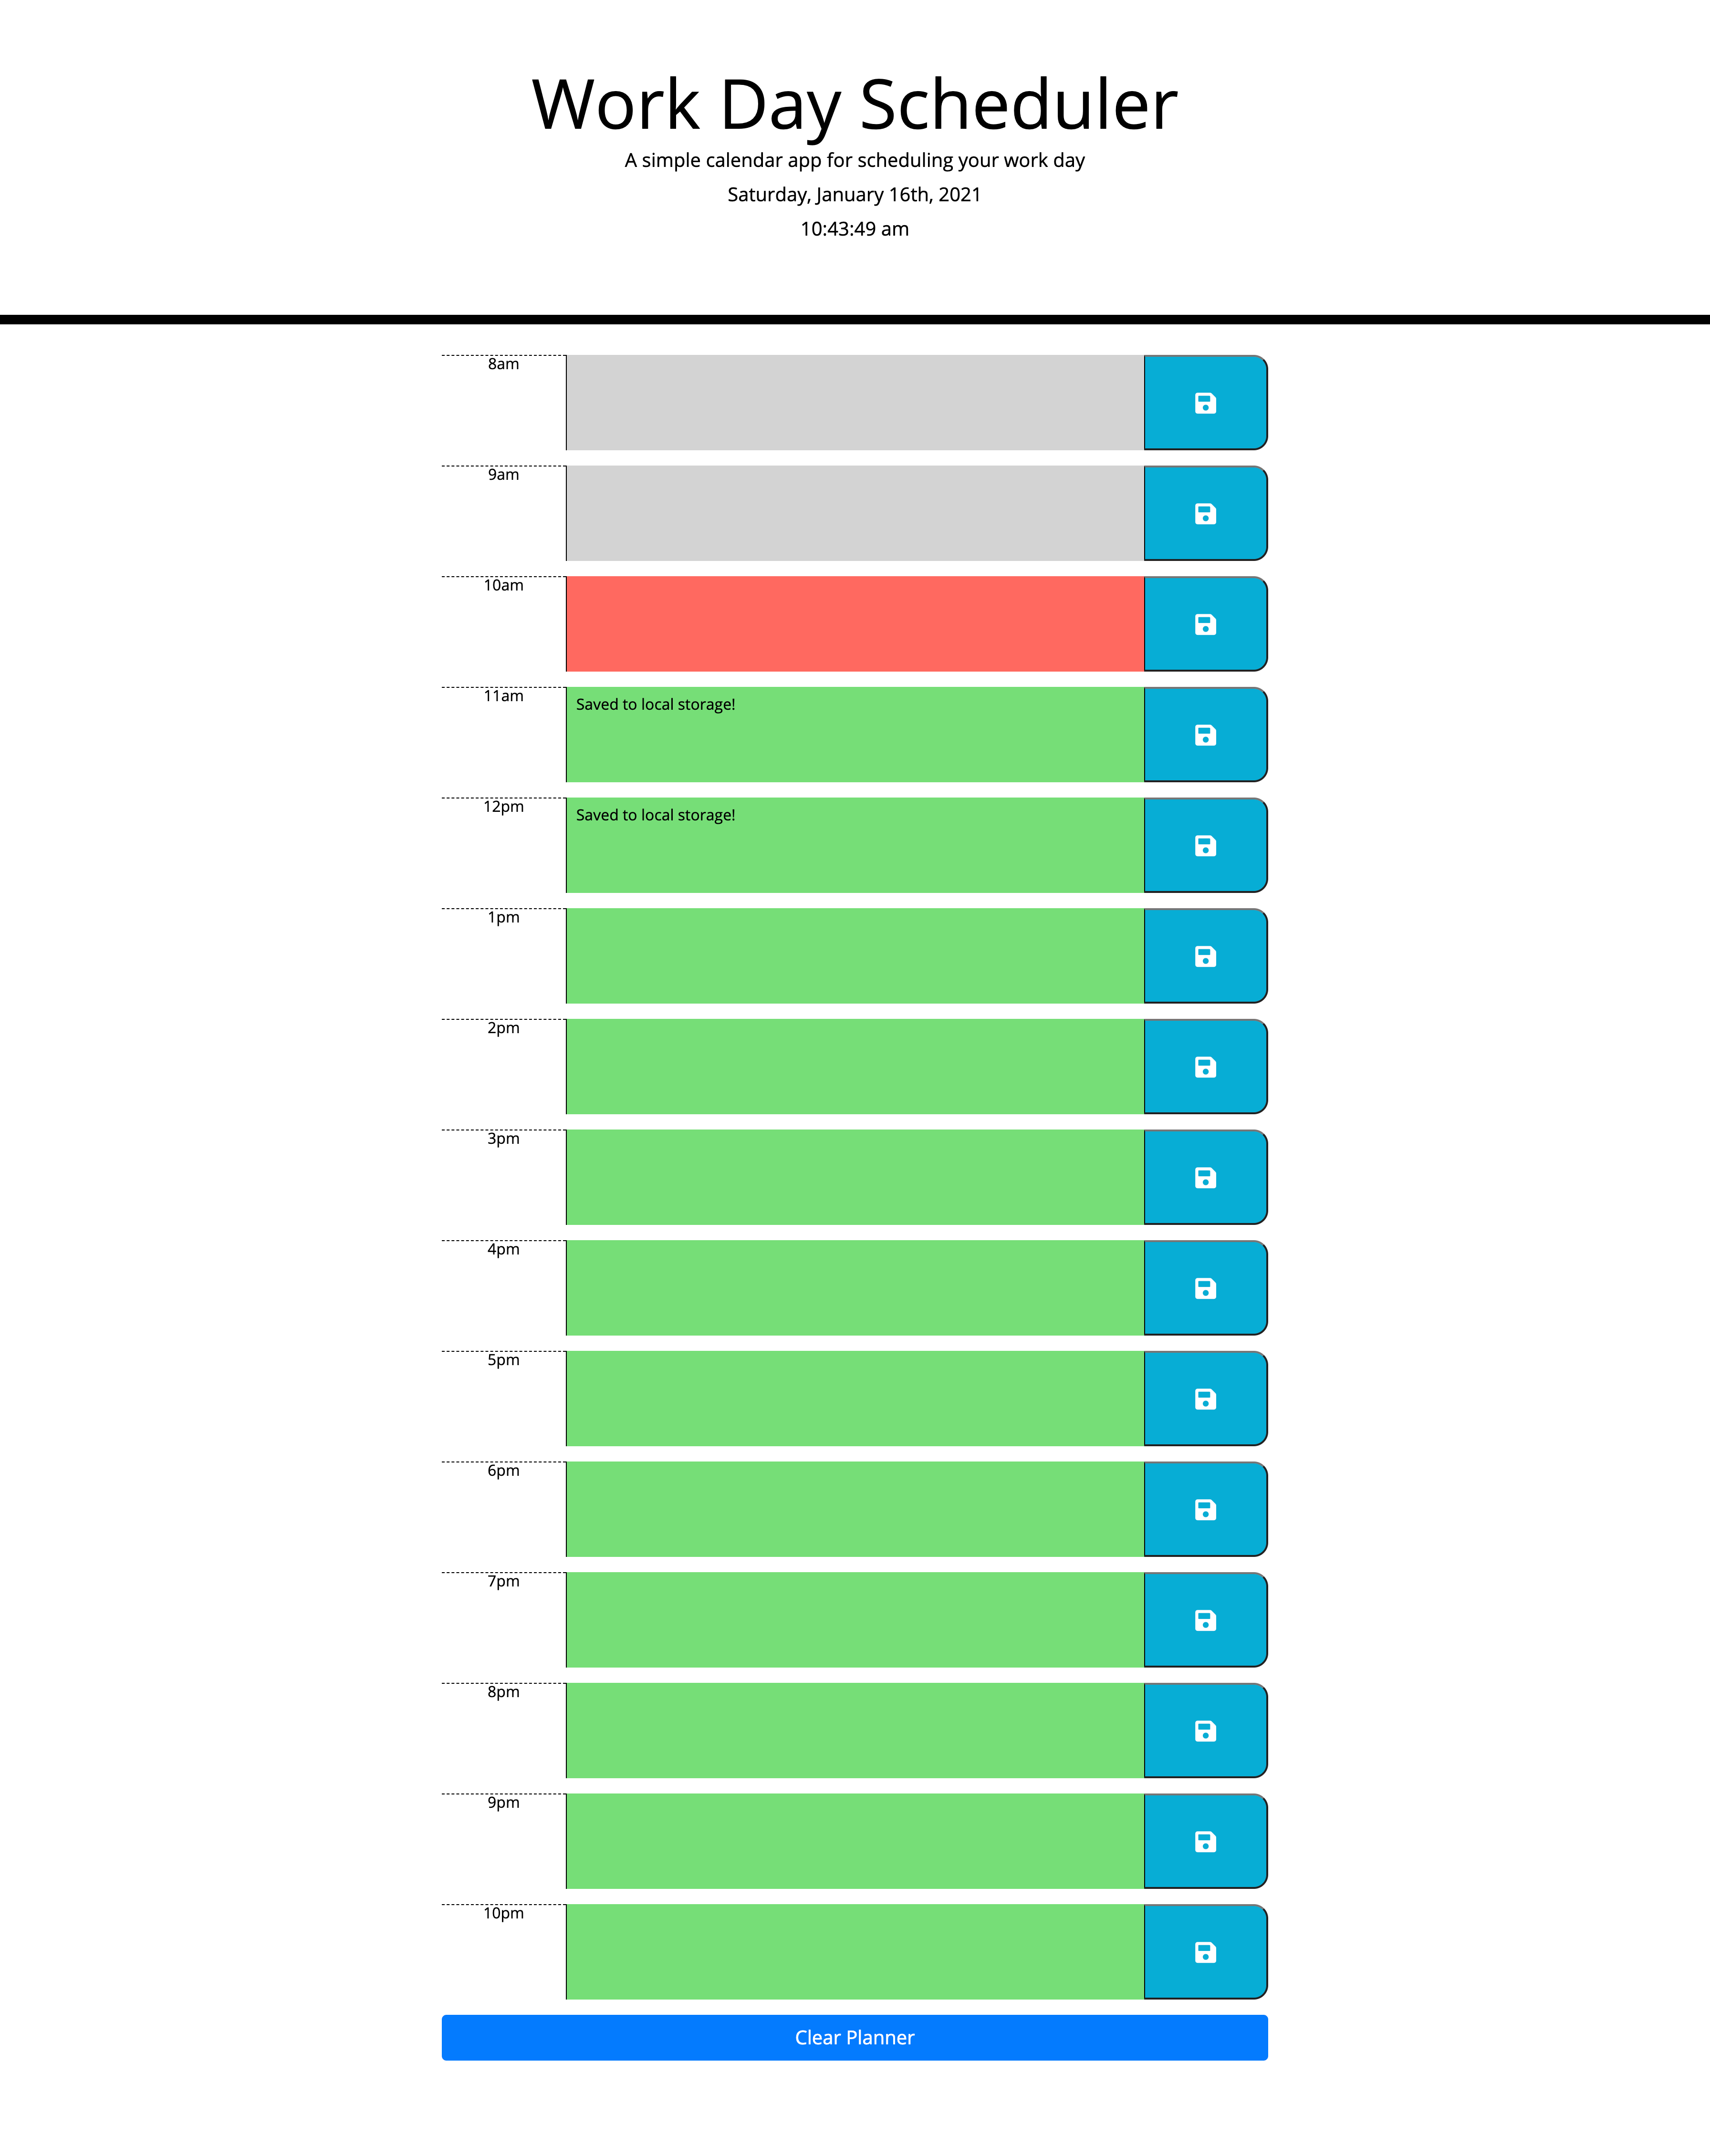 Work Day Scheduler
A simple calendar app for scheduling your work day
Saturday, January 16th, 2021
10:43:49 am
8am
9am
10am
11am
Saved to local storage!
12pm
Saved to local storage!
1pm
2pm
3pm
4pm
5pm
6pm
7pm
8pm
9pm
10pm
Clear Planner